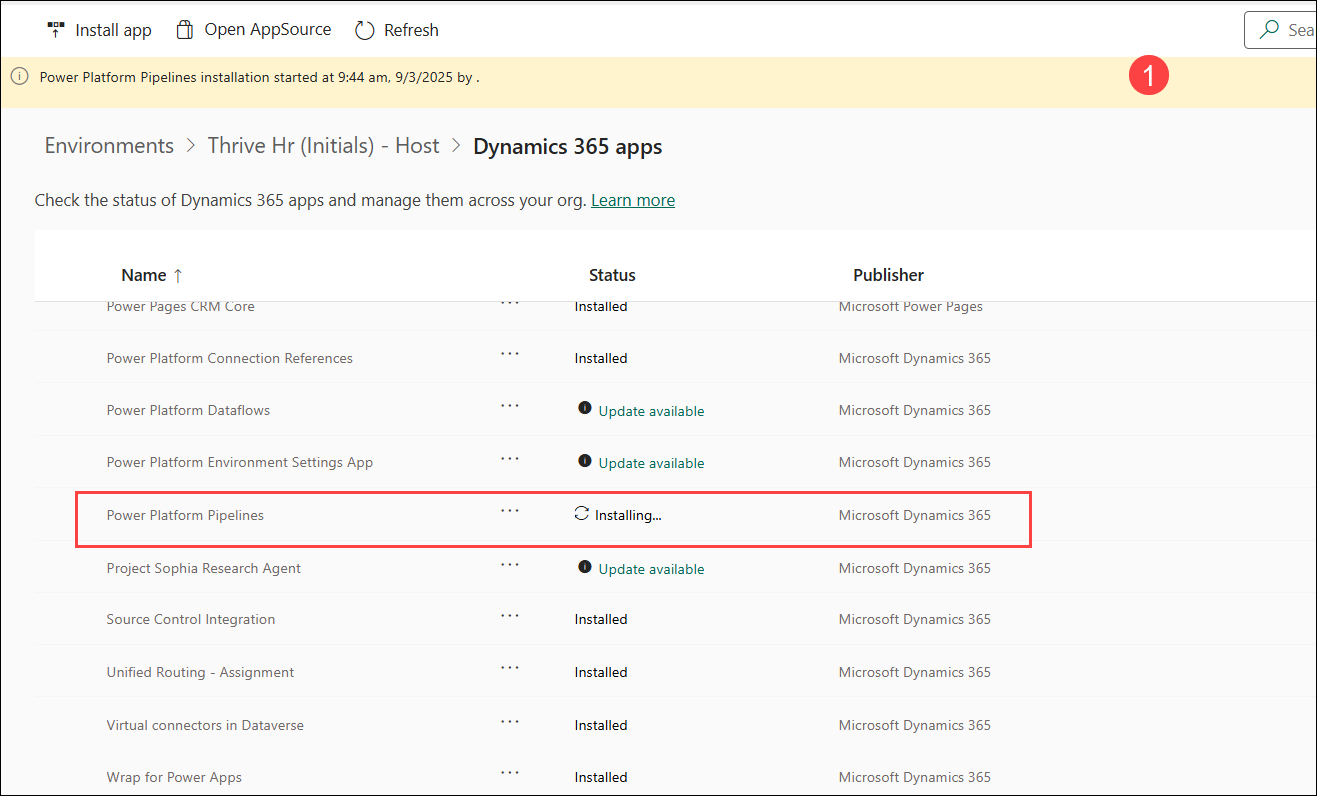 Install app Open AppSource Refresh Sea
Power Platform Pipelines installation started at 9:44 am, 9/3/2025 by .
1
Environments > Thrive Hr (Initials) - Host > Dynamics 365 apps
Check the status of Dynamics 365 apps and manage them across your org. Learn more
Name ↑ Status Publisher
Power Pages CRM Core ... Installed Microsoft Power Pages
Power Platform Connection References ... Installed Microsoft Dynamics 365
Power Platform Dataflows ... Update available Microsoft Dynamics 365
Power Platform Environment Settings App ... Update available Microsoft Dynamics 365
Power Platform Pipelines ... Installing... Microsoft Dynamics 365
Project Sophia Research Agent ... Update available Microsoft Dynamics 365
Source Control Integration ... Installed Microsoft Dynamics 365
Unified Routing - Assignment ... Installed Microsoft Dynamics 365
Virtual connectors in Dataverse ... Installed Microsoft Dynamics 365
Wrap for Power Apps ... Installed Microsoft Dynamics 365